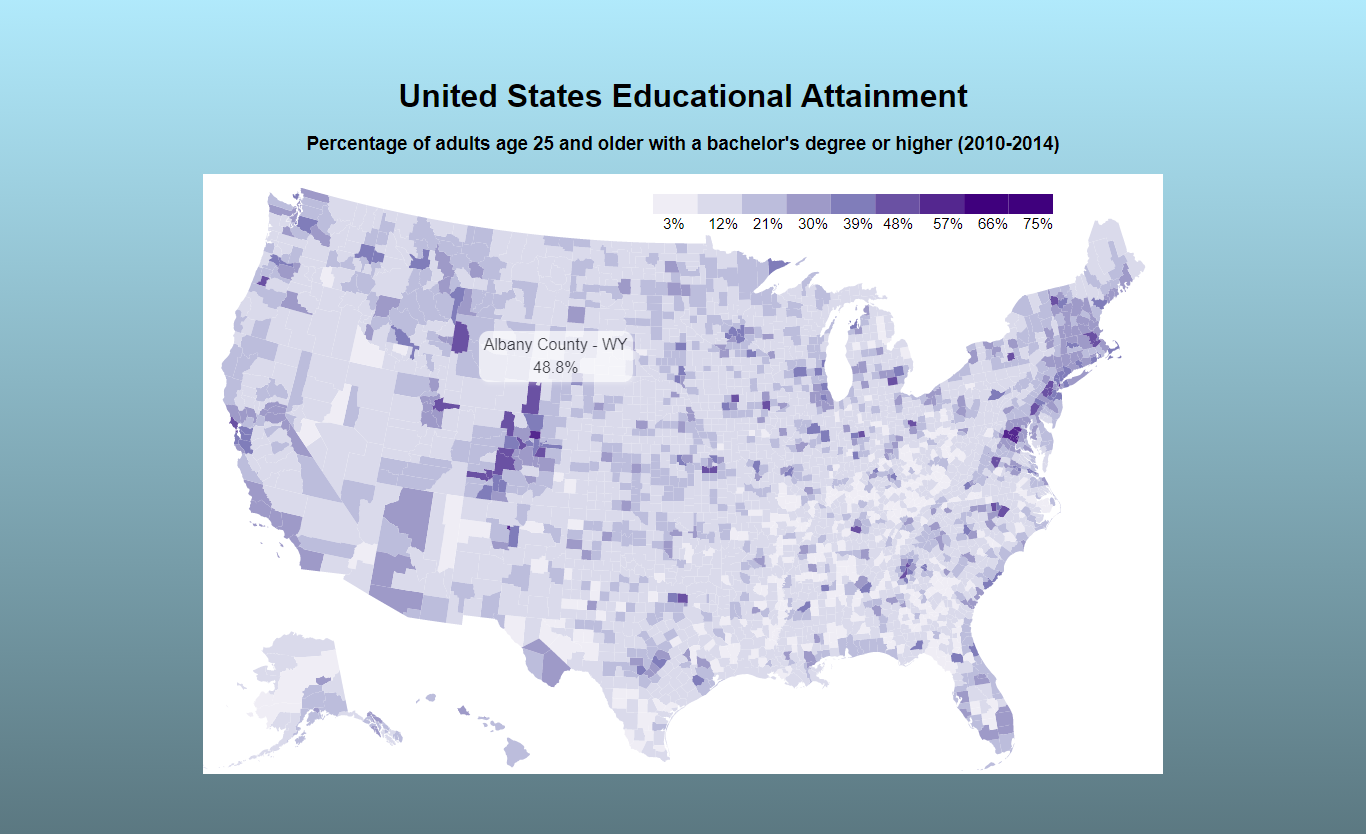 United States Educational Attainment
Percentage of adults age 25 and older with a bachelor's degree or higher (2010-2014)
3% 12% 21% 30% 39% 48% 57% 66% 75%
Albany County - WY
48.8%